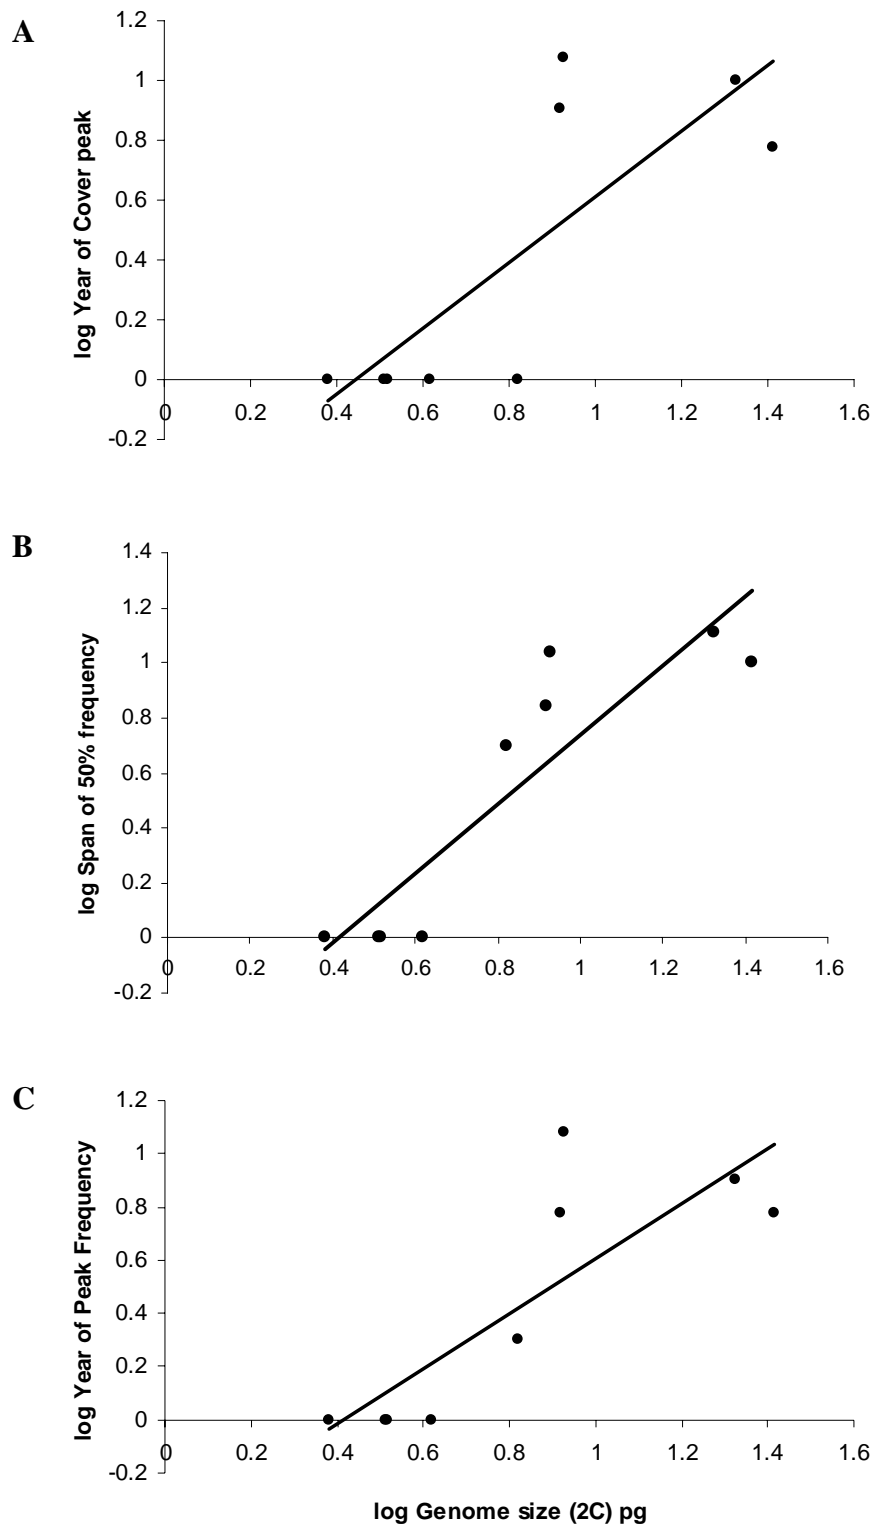 A
log Year of Cover peak
1.2
1
0.8
0.6
0.4
0.2
0
-0.2
0 0.2 0.4 0.6 0.8 1 1.2 1.4 1.6
B
log Span of 50% frequency
1.4
1.2
1
0.8
0.6
0.4
0.2
0
-0.2
0 0.2 0.4 0.6 0.8 1 1.2 1.4 1.6
C
log Year of Peak Frequency
1.2
1
0.8
0.6
0.4
0.2
0
-0.2
0 0.2 0.4 0.6 0.8 1 1.2 1.4 1.6
log Genome size (2C) pg